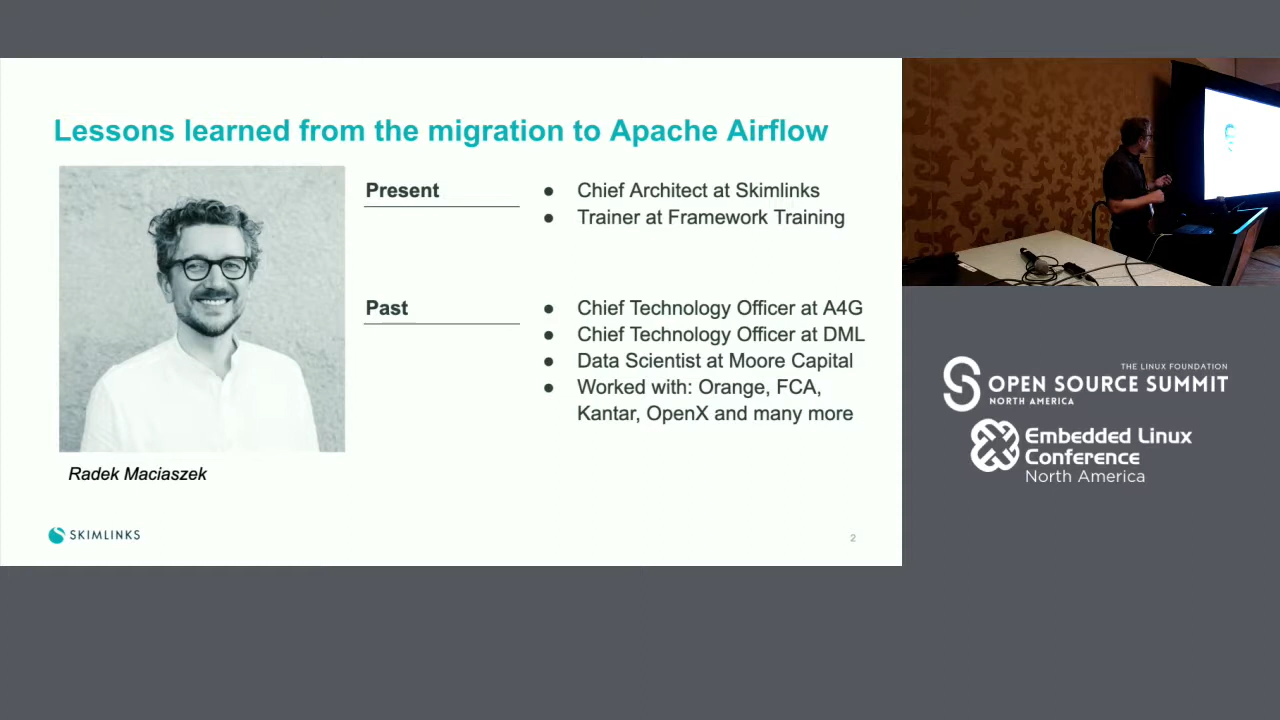 Lessons learned from the migration to Apache Airflow
Present
● Chief Architect at Skimlinks
● Trainer at Framework Training
Past
● Chief Technology Officer at A4G
● Chief Technology Officer at DML
● Data Scientist at Moore Capital
● Worked with: Orange, FCA,
Kantar, OpenX and many more
Radek Maciaszek
SKIMLINKS
2
THE LINUX FOUNDATION
OPEN SOURCE SUMMIT
NORTH AMERICA
Embedded Linux
Conference
North America